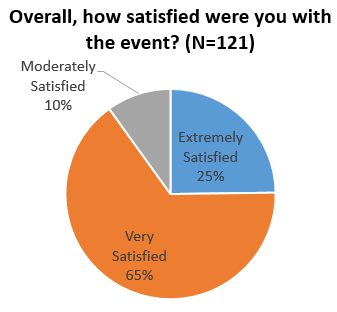 Overall, how satisfied were you with
the event? (N=121)
Moderately
Satisfied
10%
Extremely
Satisfied
25%
Very
Satisfied
65%